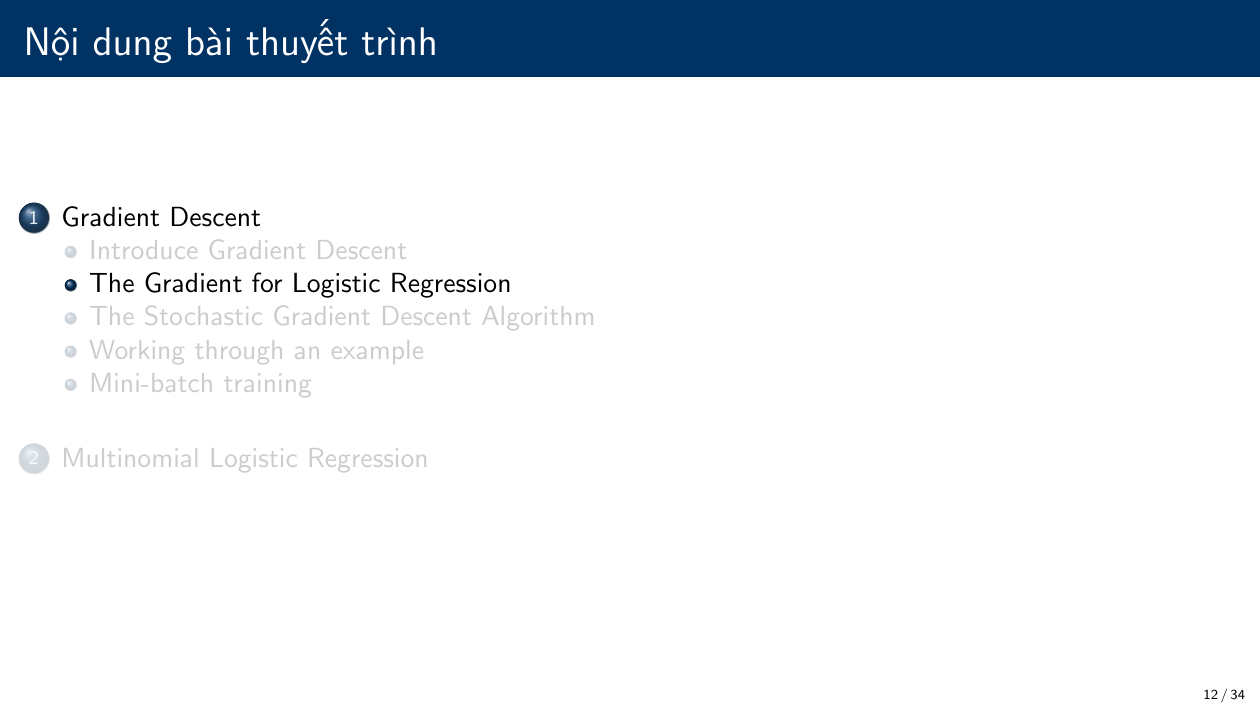 Nội dung bài thuyết trình
1 Gradient Descent
Introduce Gradient Descent
The Gradient for Logistic Regression
The Stochastic Gradient Descent Algorithm
Working through an example
Mini-batch training
2 Multinomial Logistic Regression
12 / 34